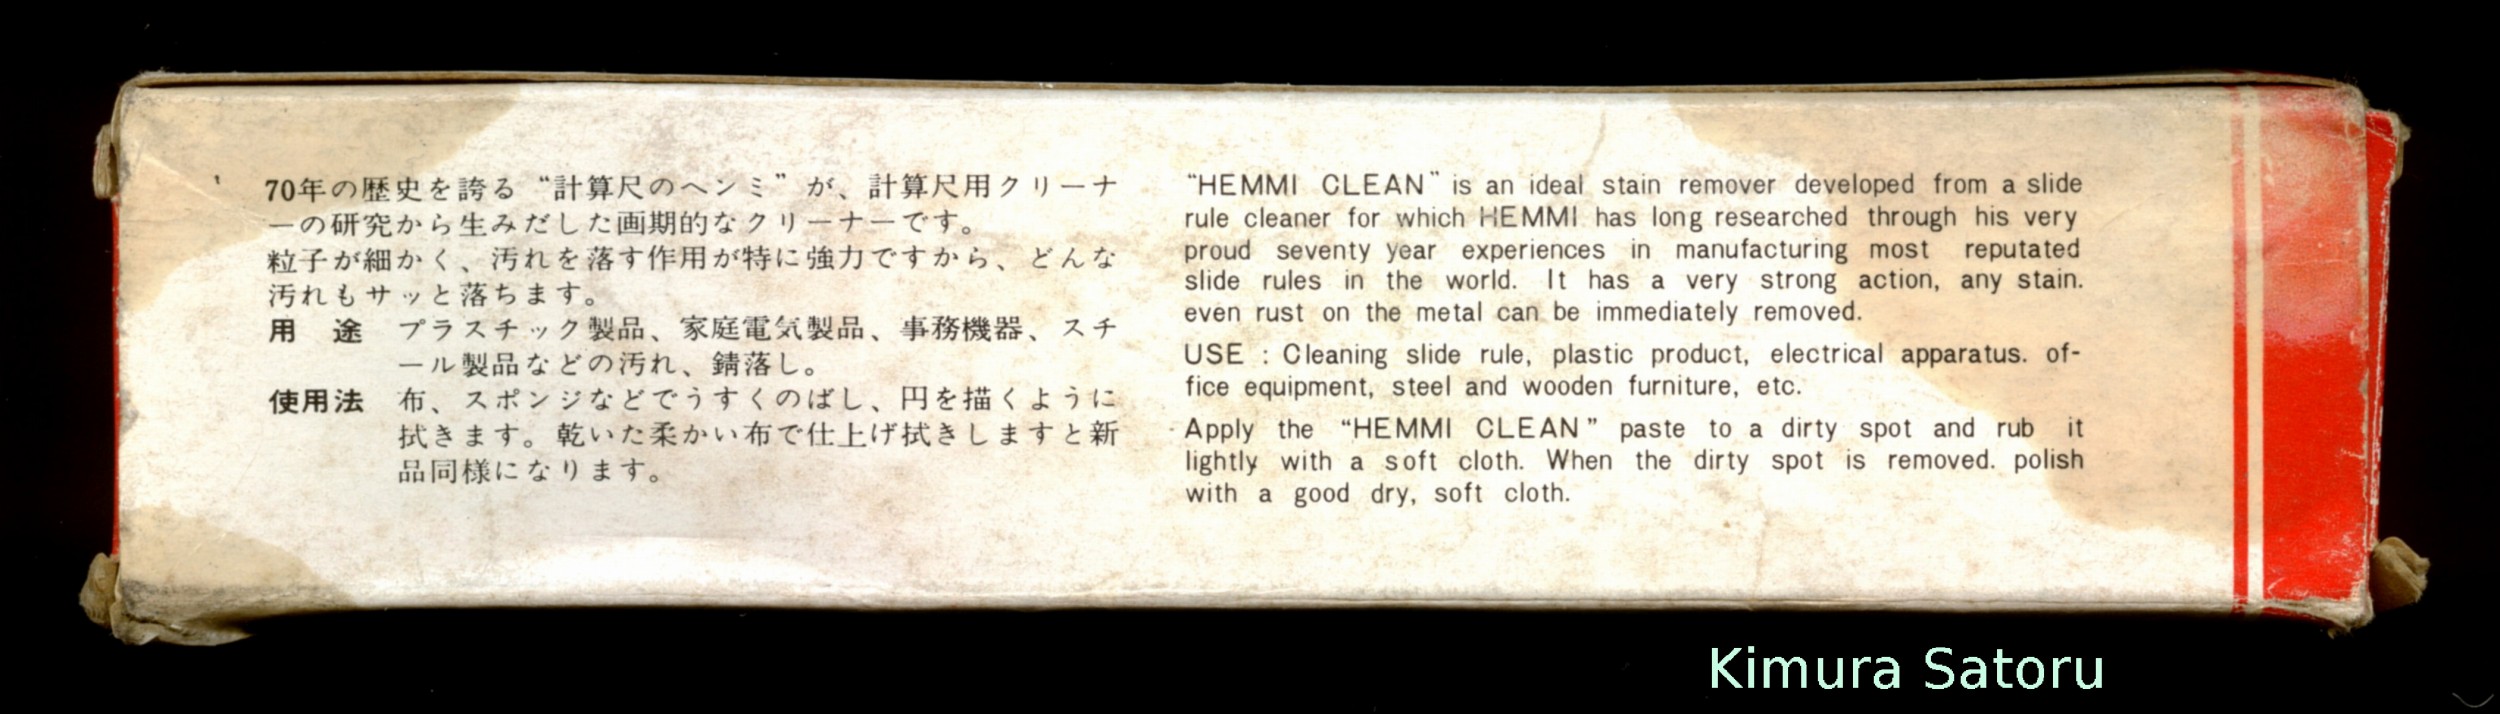 70年の歴史を誇る“計算尺のヘンミ”が、計算尺用クリーナ
ーの研究から生みだした画期的なクリーナーです。
粒子が細かく、汚れを落す作用が特に強力ですから、どんな
汚れもサッと落ちます。
用　途　プラスチック製品、家庭電気製品、事務機器、スチ
ール製品などの汚れ、錆落し。
使用法　布、スポンジなどでうすくのばし、円を描くように
拭きます。乾いた柔かい布で仕上げ拭きしますと新
品同様になります。
“HEMMI CLEAN” is an ideal stain remover developed from a slide
rule cleaner for which HEMMI has long researched through his very
proud seventy year experiences in manufacturing most reputated
slide rules in the world. It has a very strong action, any stain.
even rust on the metal can be immediately removed.
USE : Cleaning slide rule, plastic product, electrical apparatus. of-
fice equipment, steel and wooden furniture, etc.
Apply the “HEMMI CLEAN” paste to a dirty spot and rub it
lightly with a soft cloth. When the dirty spot is removed. polish
with a good dry, soft cloth.
Kimura Satoru